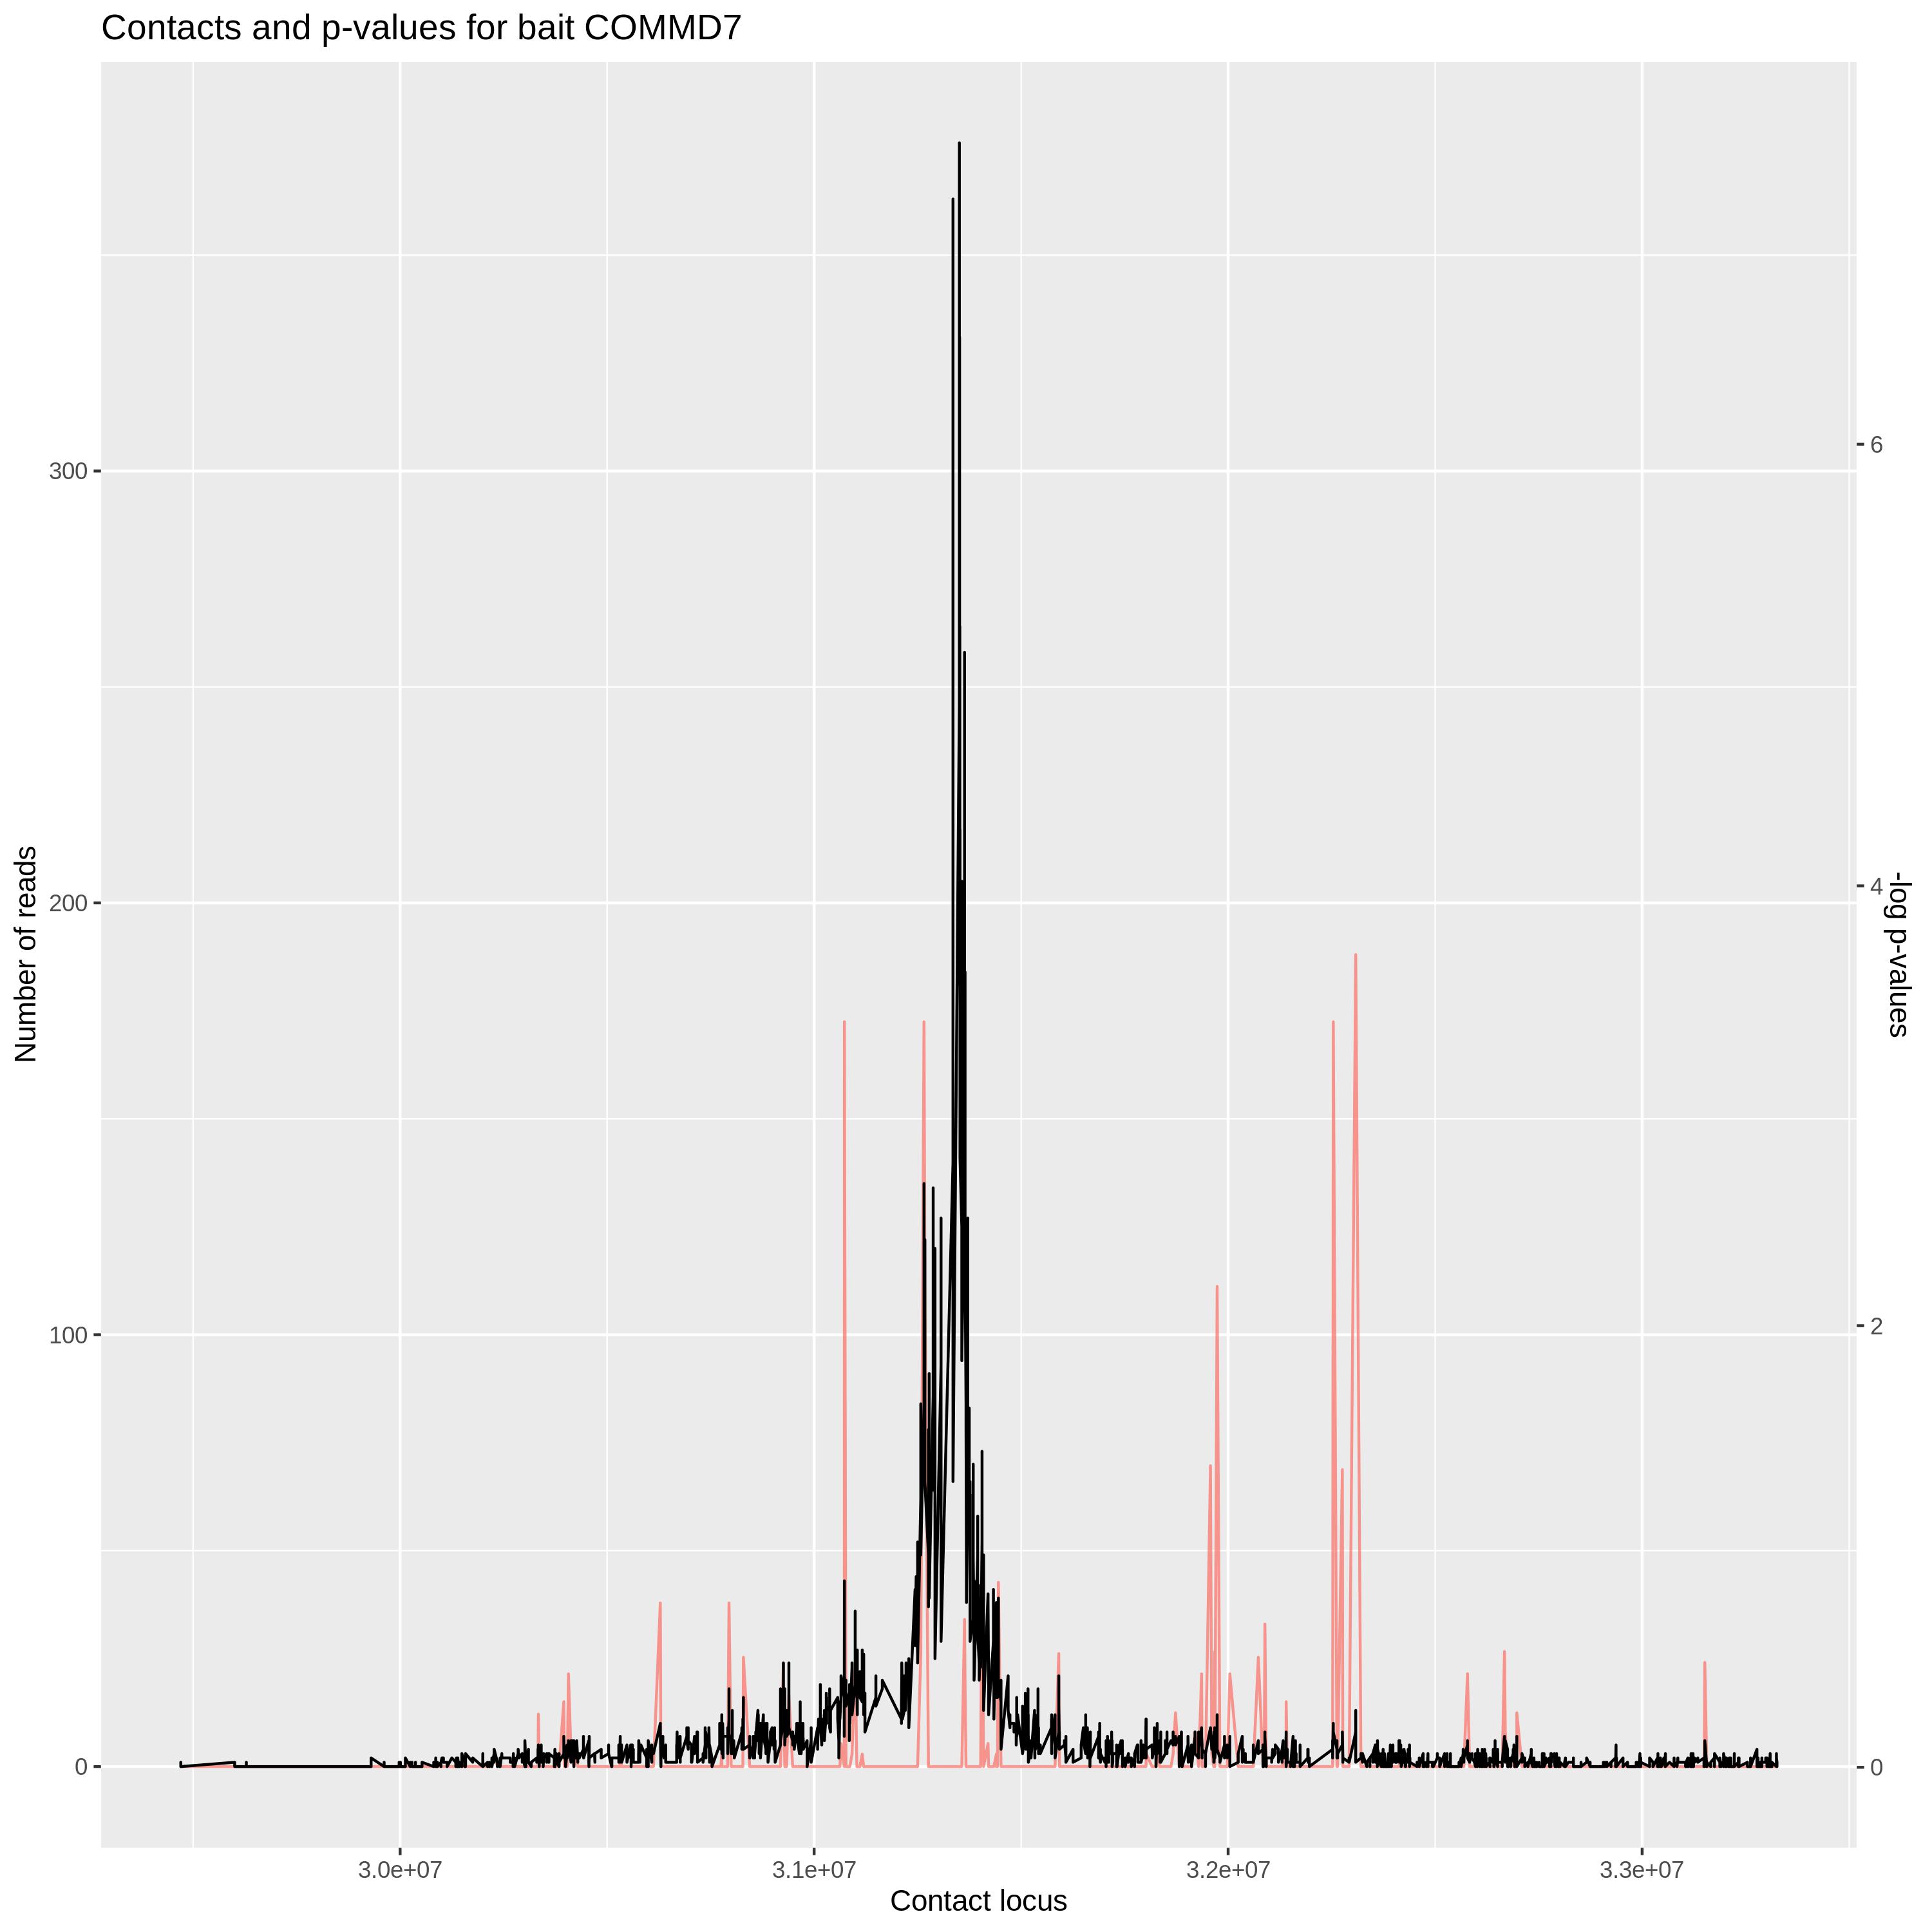 Contacts and p-values for bait COMMD7
Number of reads
300
200
100
0
6
4
2
0
-log p-values
3.0e+07
3.1e+07
3.2e+07
3.3e+07
Contact locus